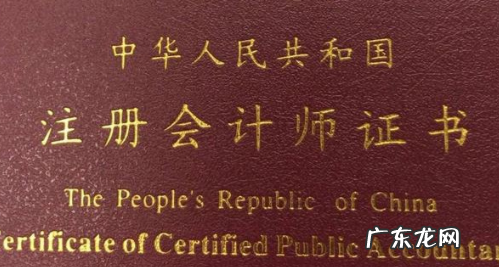 中华人民共和国
注册会计师证书
The People's Republic of China
ertificate of Certified Public Accountan
广东龙网